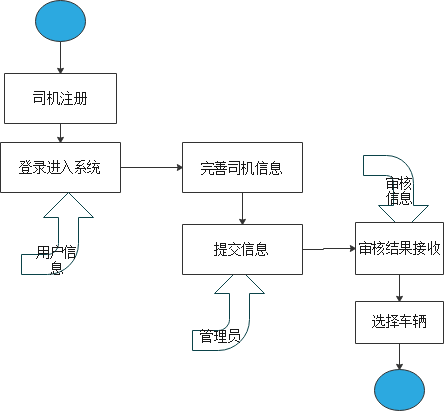 司机注册
登录进入系统
完善司机信息
审核
信息
用户信
息
提交信息
审核结果接收
管理员
选择车辆